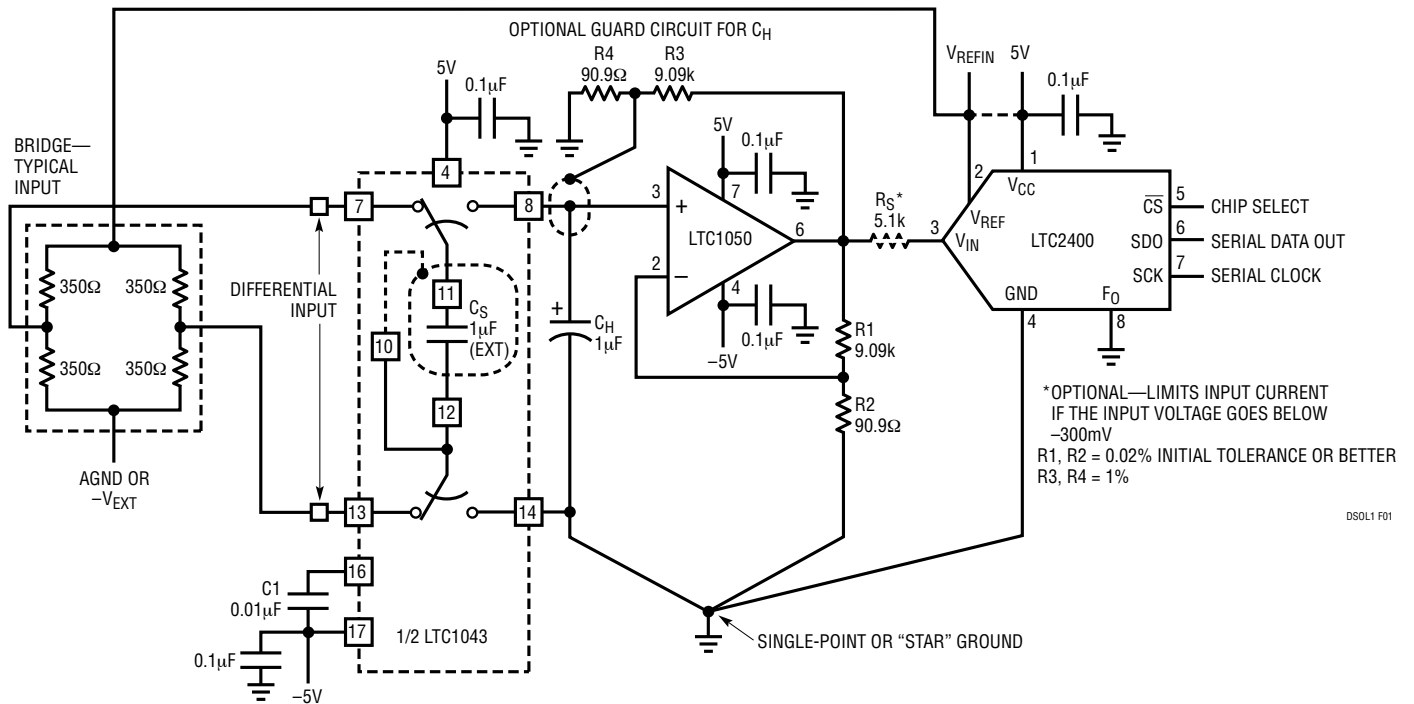 OPTIONAL GUARD CIRCUIT FOR CH
R4
90.9Ω
R3
9.09k
5V
0.1µF
VREFIN
5V
0.1µF
BRIDGE—
TYPICAL
INPUT
4
5V
0.1µF
7
2
1
VCC
7
8
3
+
LTC1050
6
RS*
5.1k
3
VREF
VIN
LTC2400
CS
5
CHIP SELECT
SDO
6
SERIAL DATA OUT
SCK
7
SERIAL CLOCK
2
–
350Ω
350Ω
DIFFERENTIAL
INPUT
11
CS
1µF
(EXT)
10
+
CH
1µF
4
0.1µF
–5V
GND
4
FO
8
R1
9.09k
350Ω
350Ω
12
R2
90.9Ω
*OPTIONAL—LIMITS INPUT CURRENT
IF THE INPUT VOLTAGE GOES BELOW
–300mV
R1, R2 = 0.02% INITIAL TOLERANCE OR BETTER
R3, R4 = 1%
AGND OR
–VEXT
13
14
DSOL1 F01
16
C1
0.01µF
17
1/2 LTC1043
0.1µF
–5V
SINGLE-POINT OR “STAR” GROUND